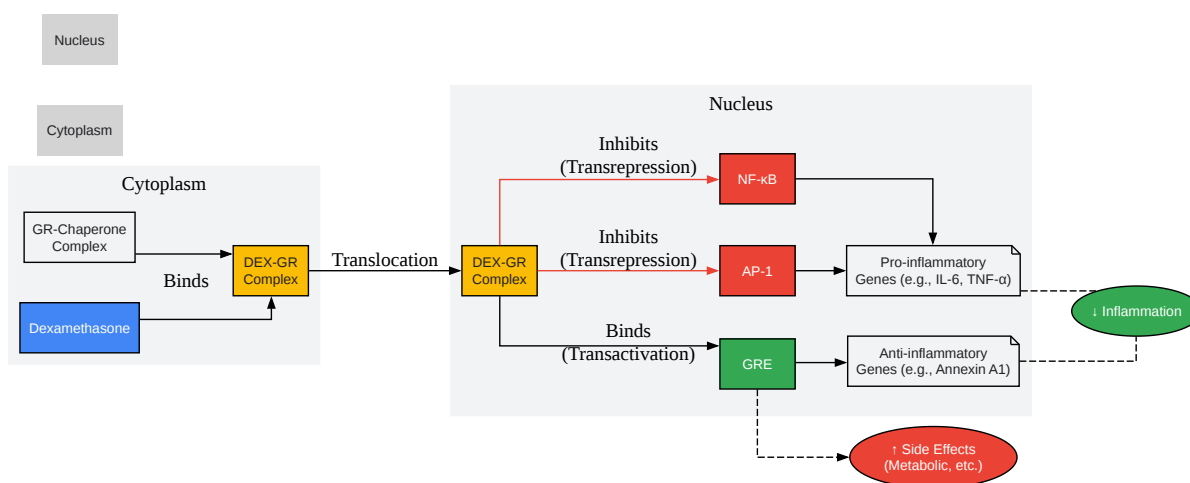 Nucleus
Cytoplasm
Cytoplasm
GR-Chaperone
Complex
Binds
Dexamethasone
DEX-GR
Complex
Translocation
Nucleus
DEX-GR
Complex
Inhibits
(Transrepression)
NF-κB
Inhibits
(Transrepression)
AP-1
Pro-inflammatory
Genes (e.g., IL-6, TNF-α)
Binds
(Transactivation)
GRE
Anti-inflammatory
Genes (e.g., Annexin A1)
↓ Inflammation
↑ Side Effects
(Metabolic, etc.)